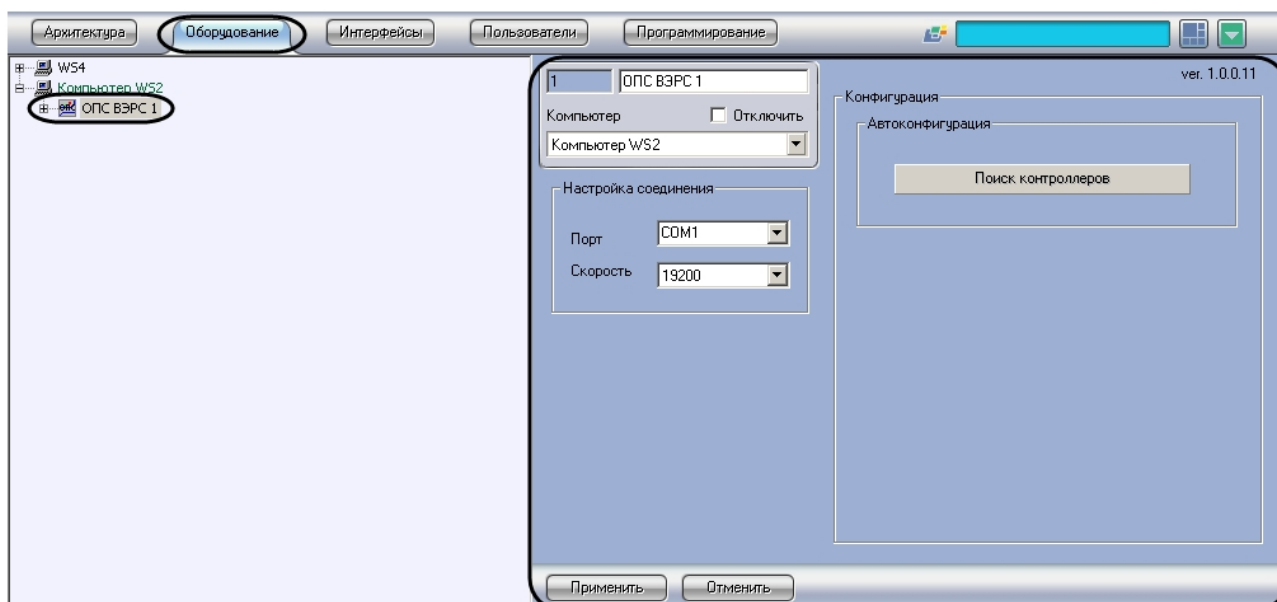 Архитектура
Оборудование
Интерфейсы
Пользователи
Программирование
WS4
Компьютер WS2
ОПС ВЭРС 1
1
ОПС ВЭРС 1
Компьютер
Отключить
Компьютер WS2
Настройка соединения
Порт
COM1
Скорость
19200
ver. 1.0.0.11
Конфигурация
Автоконфигурация
Поиск контроллеров
Применить
Отменить